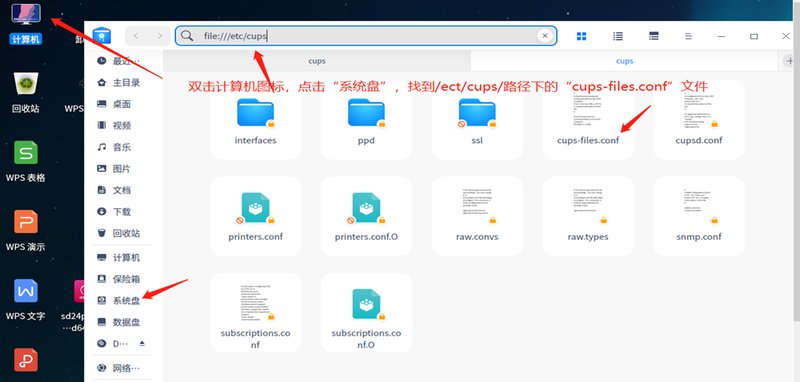 计算机
卸
回收站
WPS 表格
WPS 演示
WPS 文字
sd24p
…d64
file:///etc/cups
cups
cups
双击计算机图标，点击“系统盘”，找到/ect/cups/路径下的“cups-files.conf”文件
最近…
主目录
桌面
视频
音乐
图片
文档
下载
回收站
计算机
保险箱
系统盘
数据盘
D…
网络…
interfaces
ppd
ssl
cups-files.conf
cupsd.conf
printers.conf
printers.conf.O
raw.convs
raw.types
snmp.conf
subscriptions.co
nf
subscriptions.co
nf.O